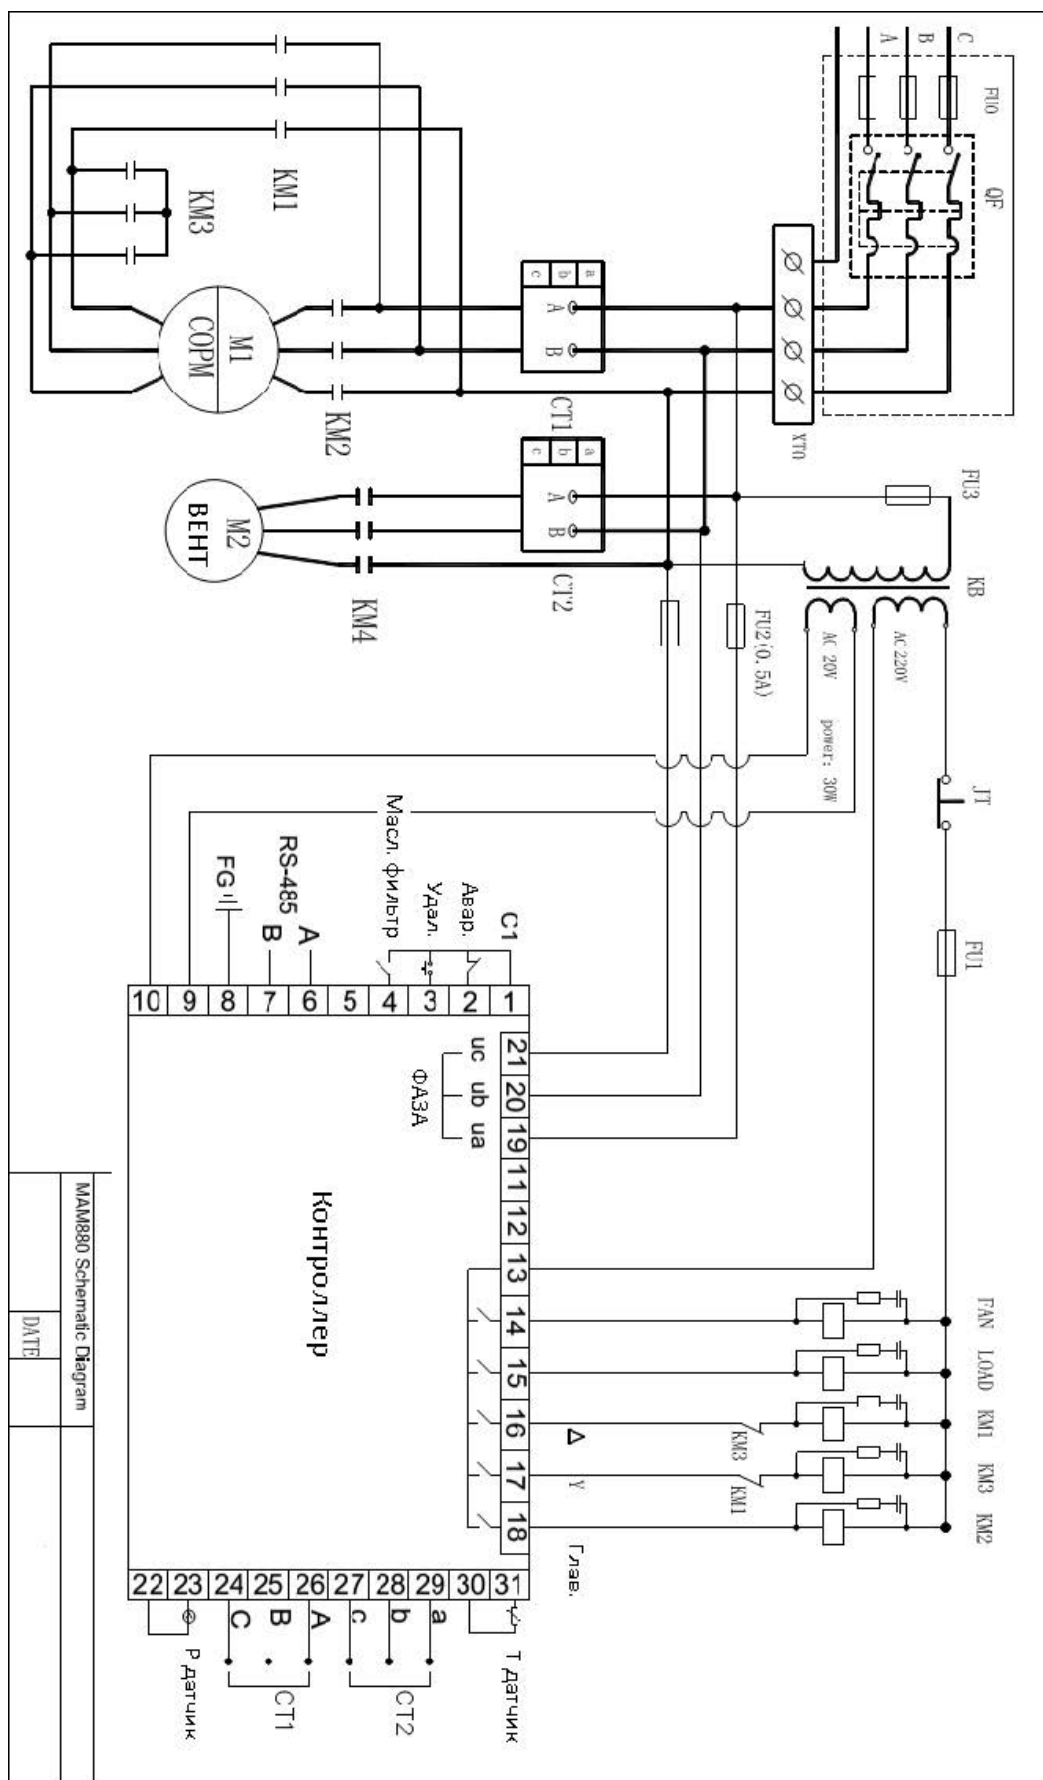 A
B
C
FU0
QF
XT0
KM1
KM3
M1
COPM
KM2
c b a
A
B
CT1
c b a
A
B
CT2
M2
ВЕНТ
KM4
FU3
KB
AC 20V
AC 220V
power: 30W
FU2(0.5A)
JT
FU1
Масл. фильтр
Удал.
Авар.
C1
RS-485
A
B
FG
10 9 8 7 6 5 4 3 2 1
21 20 19 11 12 13 14 15 16 17 18
uc ub ua
ФАЗА
Контроллер
FAN
LOAD
KM1
KM3
KM2
KM3
KM1
Δ
Y
Глав.
22 23 24 25 26 27 28 29 30 31
C B A c b a
P датчик
CT1
CT2
T датчик
MAM880 Schematic Diagram
DATE